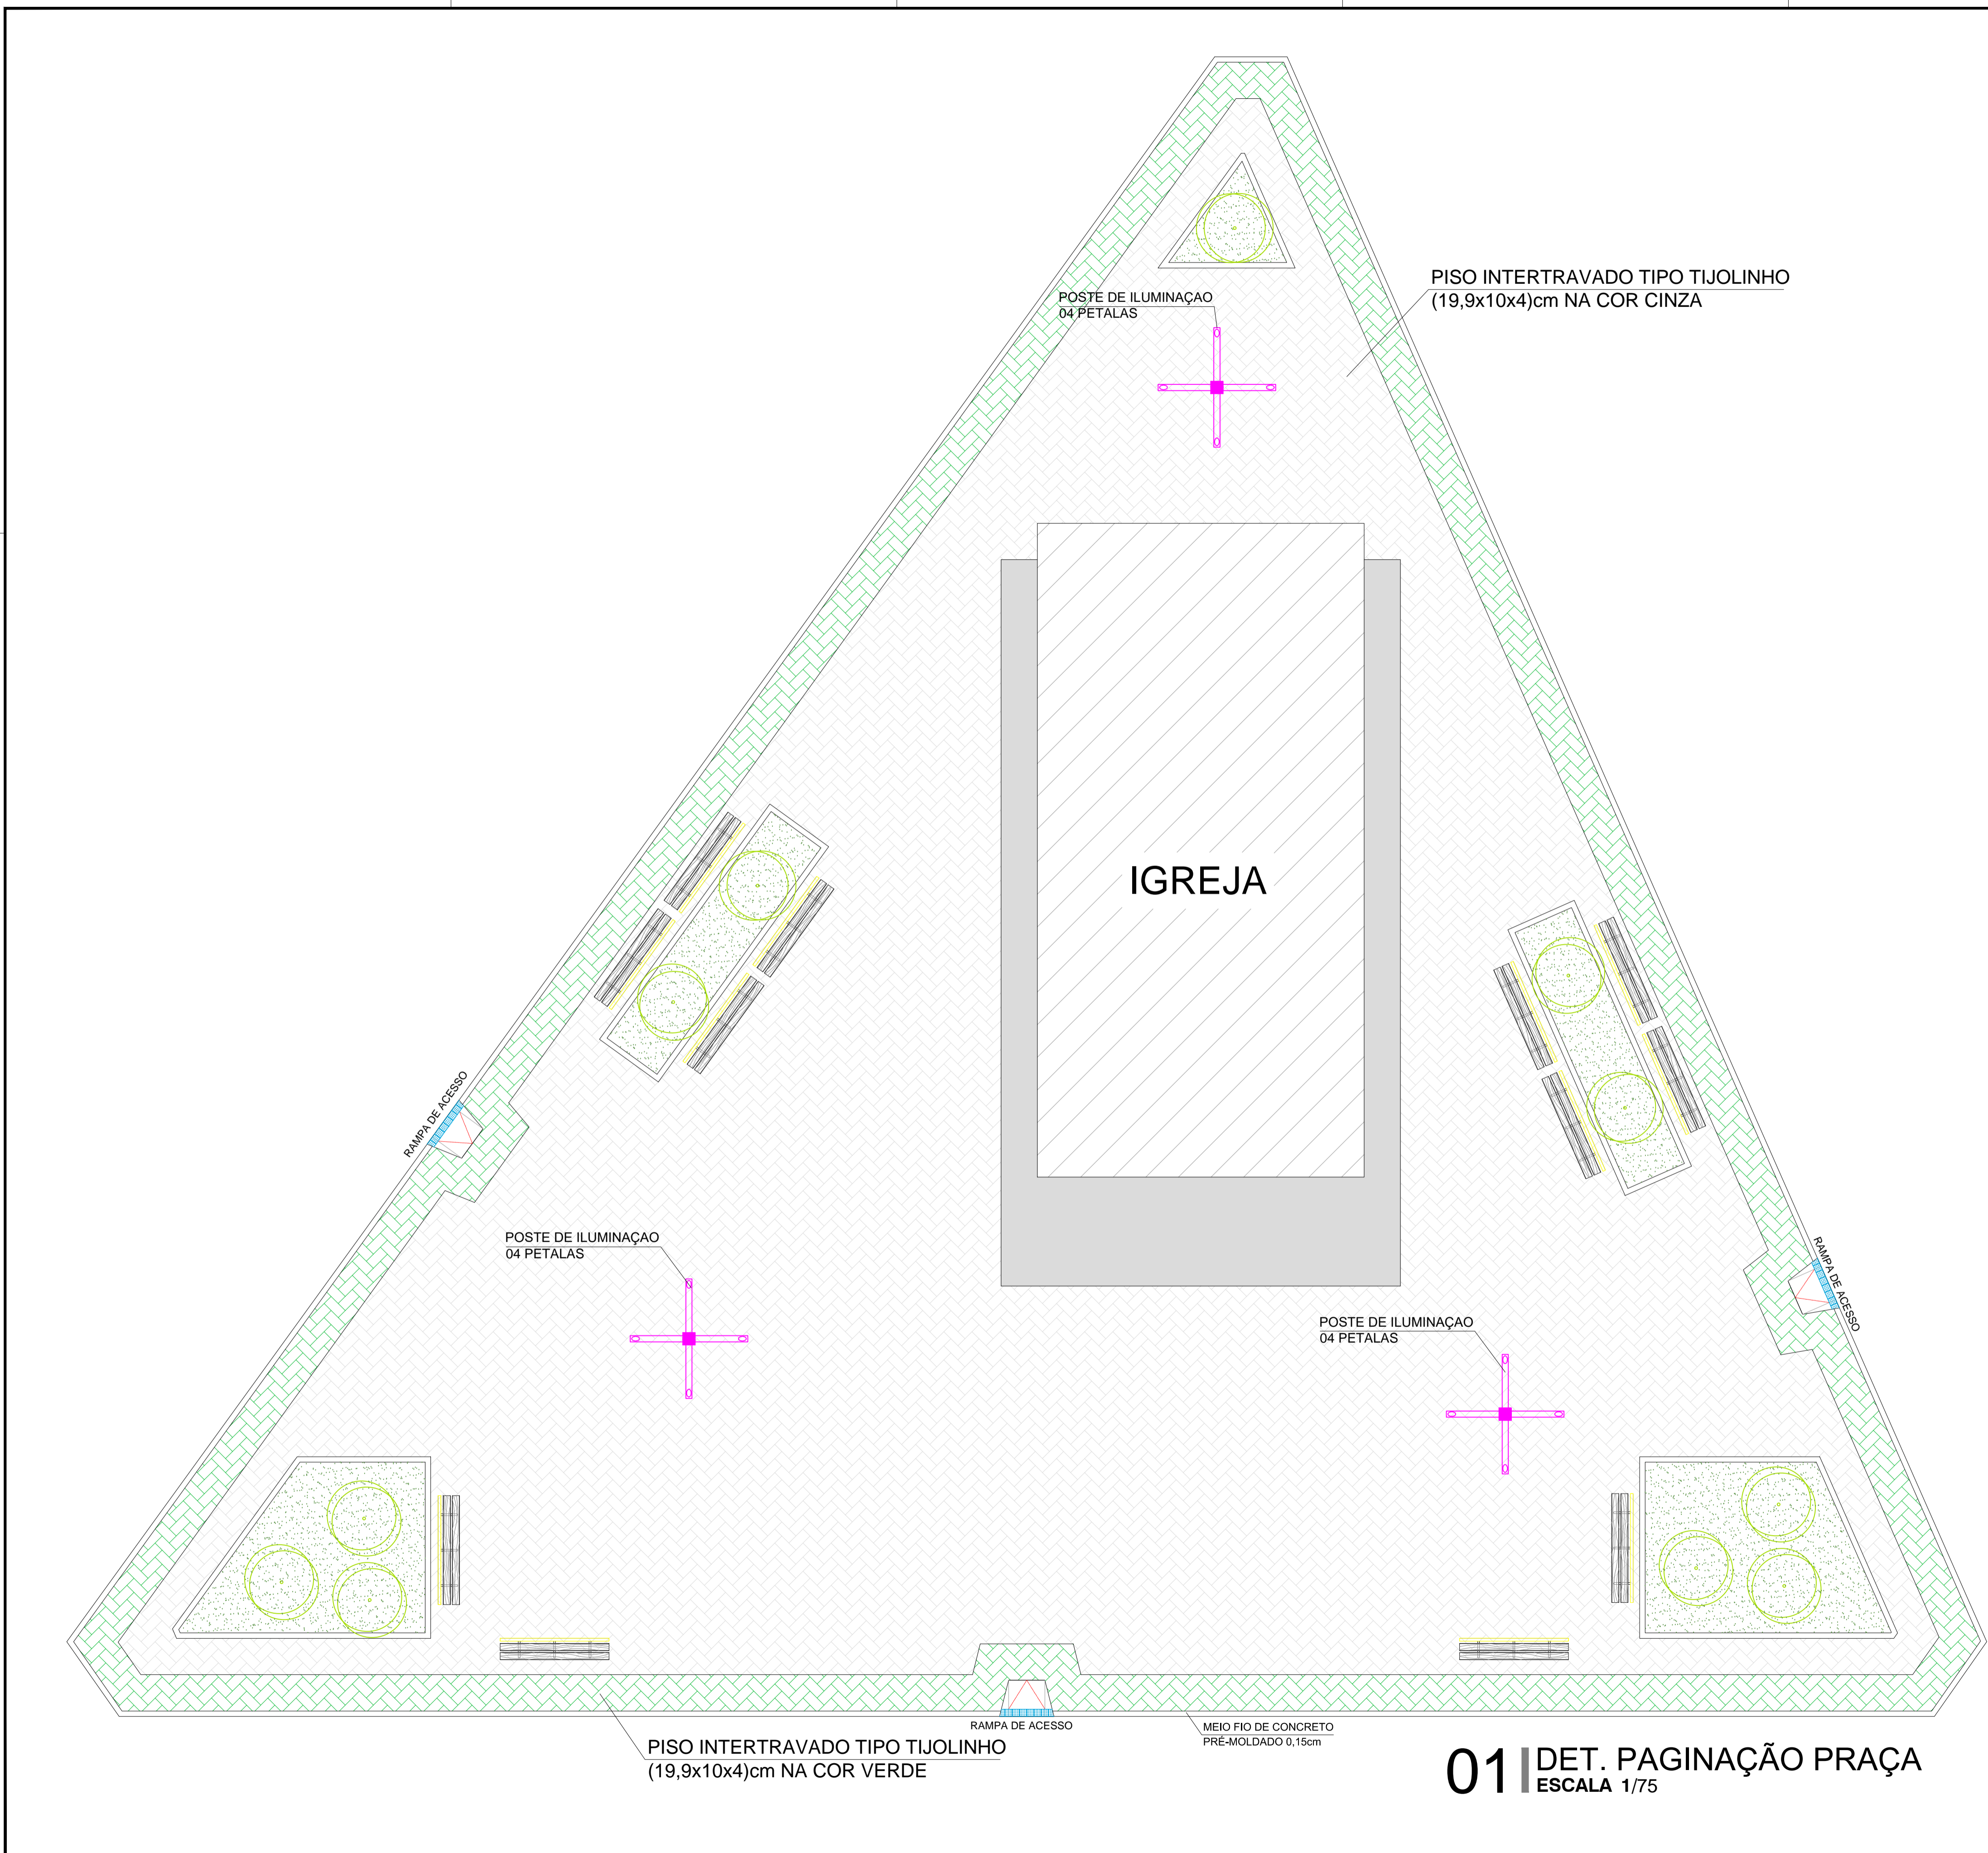 PISO INTERTRAVADO TIPO TIJOLINHO
(19,9x10x4)cm NA COR CINZA
POSTE DE ILUMINAÇAO
04 PETALAS
IGREJA
RAMPA DE ACESSO
POSTE DE ILUMINAÇAO
04 PETALAS
RAMPA DE ACESSO
POSTE DE ILUMINAÇAO
04 PETALAS
RAMPA DE ACESSO
MEIO FIO DE CONCRETO
PRÉ-MOLDADO 0,15cm
PISO INTERTRAVADO TIPO TIJOLINHO
(19,9x10x4)cm NA COR VERDE
01 DET. PAGINAÇÃO PRAÇA
ESCALA 1/75